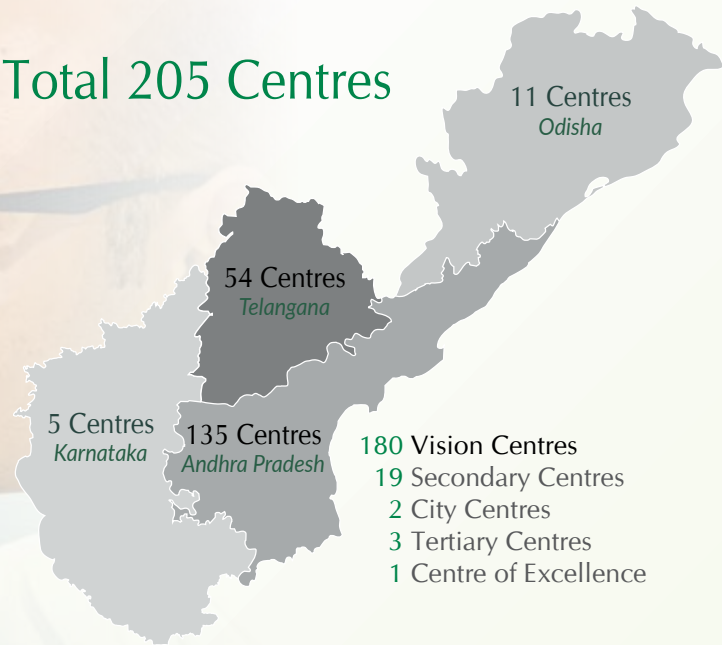 Total 205 Centres
11 Centres
Odisha
54 Centres
Telangana
5 Centres
Karnataka
135 Centres
Andhra Pradesh
180 Vision Centres
19 Secondary Centres
2 City Centres
3 Tertiary Centres
1 Centre of Excellence